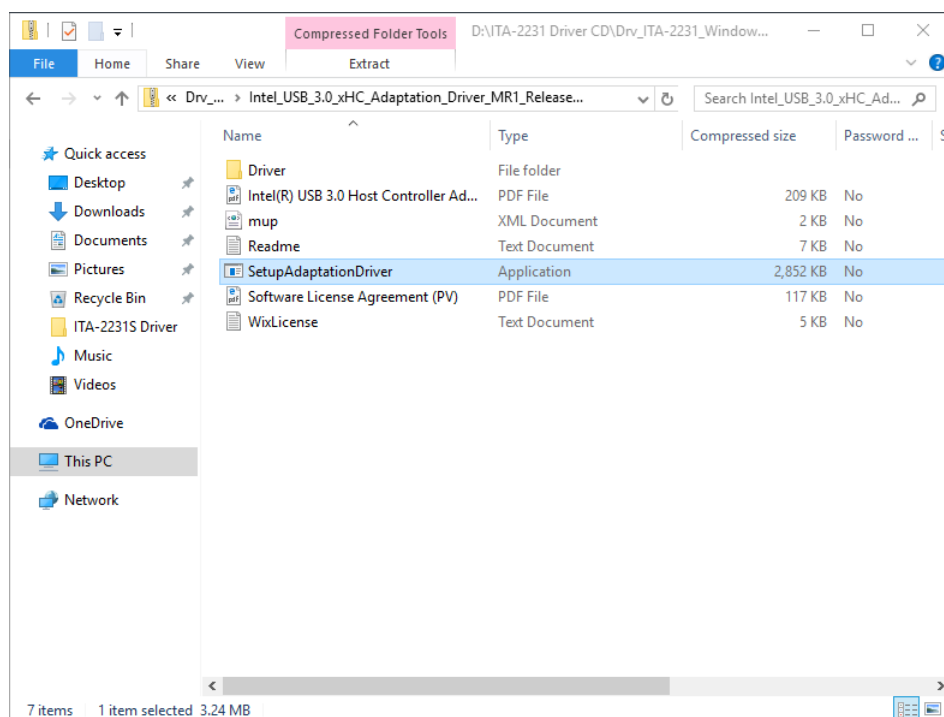 Compressed Folder Tools D:\ITA-2231 Driver CD\Drv_ITA-2231_Window...
File Home Share View Extract
« Drv_... › Intel_USB_3.0_xHC_Adaptation_Driver_MR1_Release... Search Intel_USB_3.0_xHC_Ad...
Name Type Compressed size Password ... S
Quick access
Desktop
Downloads
Documents
Pictures
Recycle Bin
ITA-2231S Driver
Music
Videos
OneDrive
This PC
Network
Driver File folder
Intel(R) USB 3.0 Host Controller Ad... PDF File 209 KB No
mup XML Document 2 KB No
Readme Text Document 7 KB No
SetupAdaptationDriver Application 2,852 KB No
Software License Agreement (PV) PDF File 117 KB No
WixLicense Text Document 5 KB No
7 items 1 item selected 3.24 MB